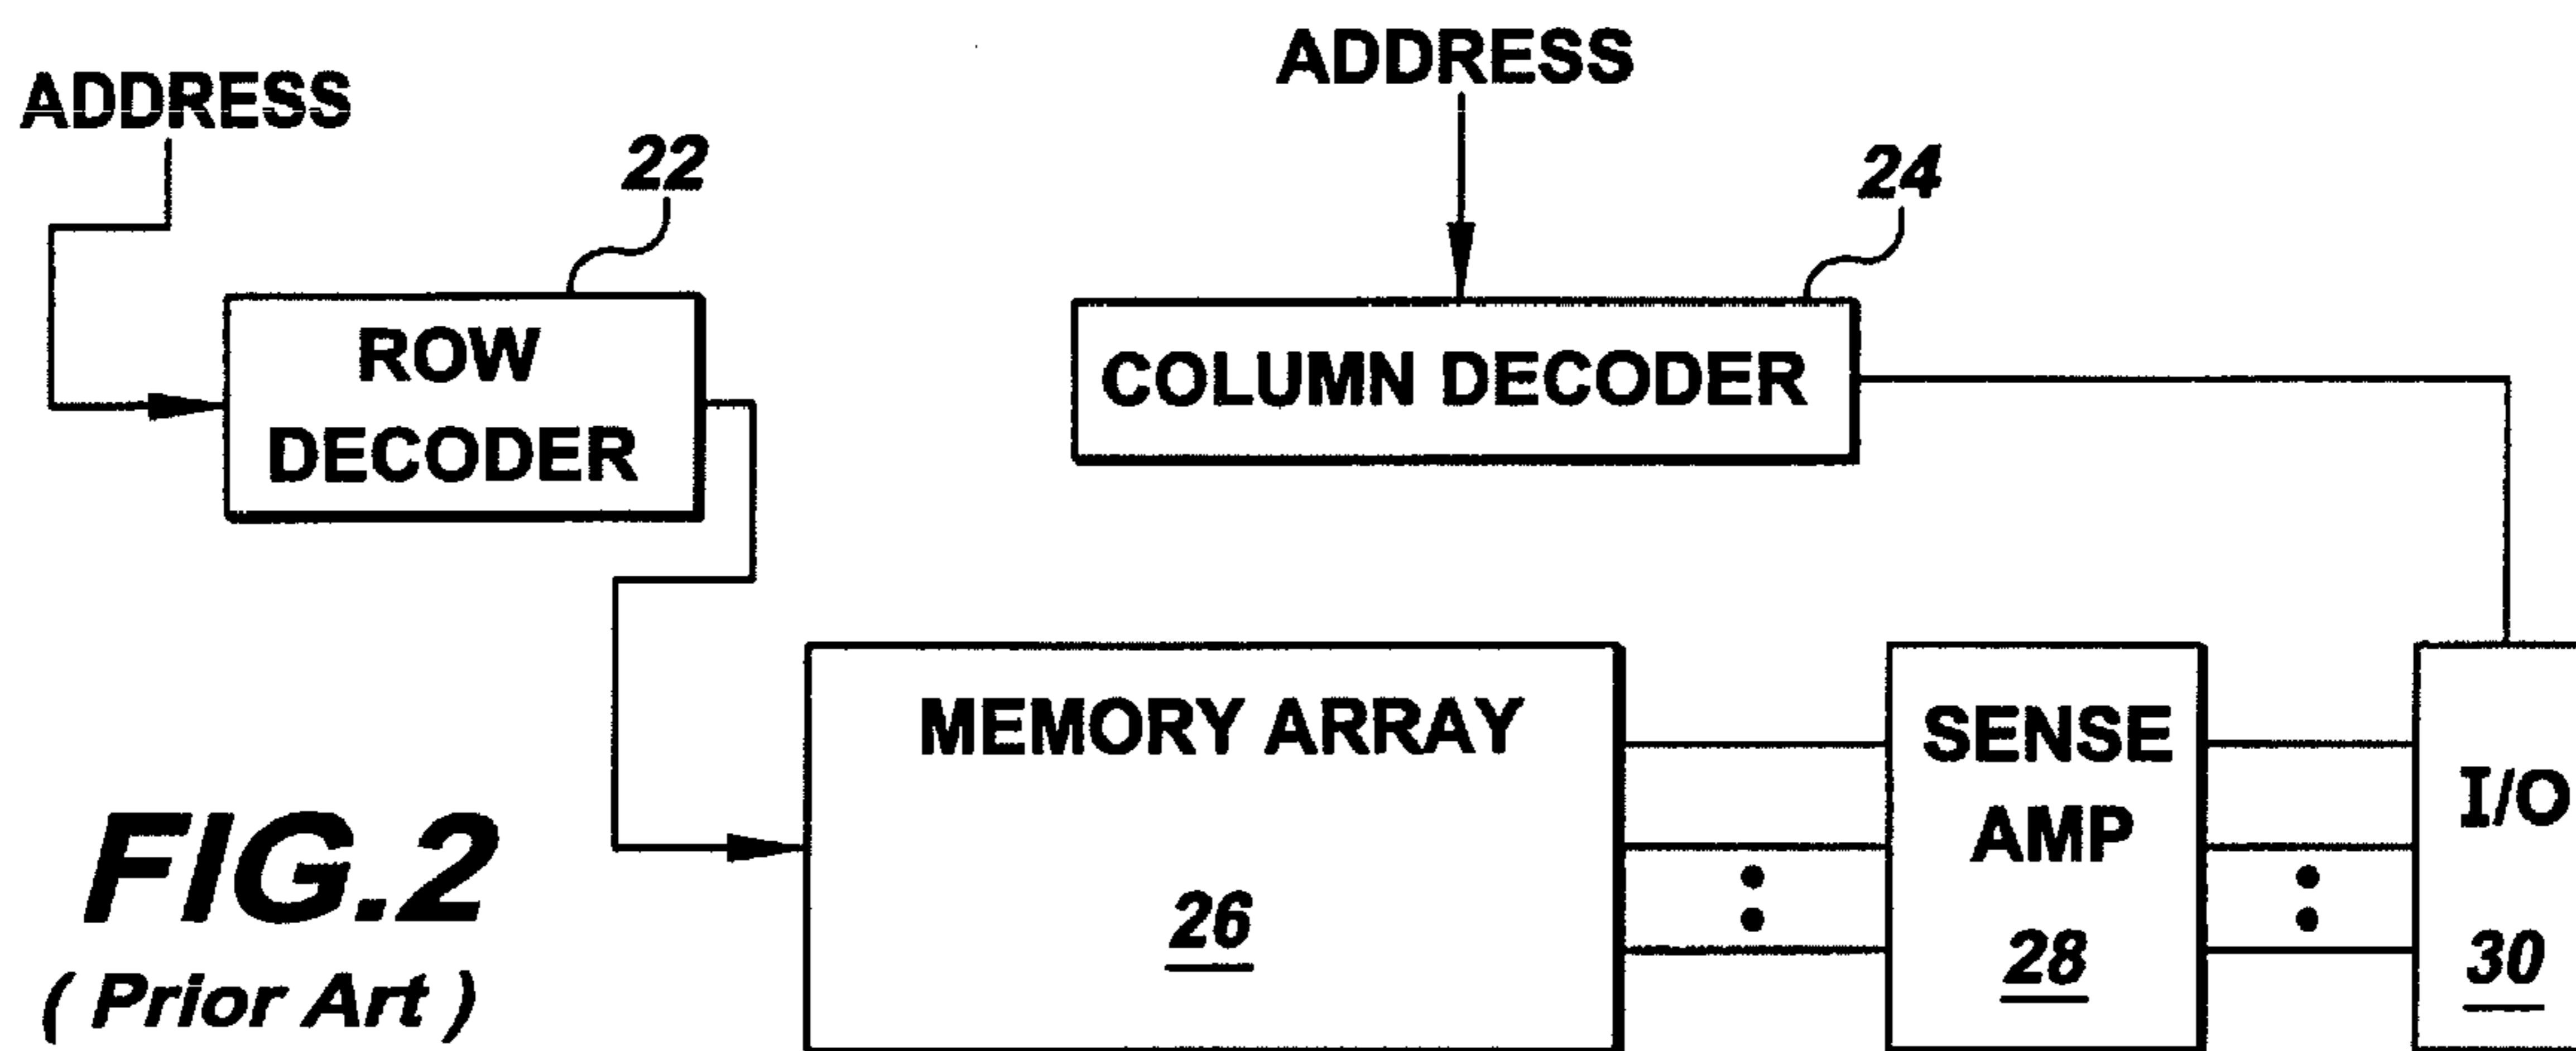 ADDRESS
ADDRESS
22
24
ROW
DECODER
COLUMN DECODER
MEMORY ARRAY
26
SENSE
AMP
28
I/O
30
FIG.2
( Prior Art )